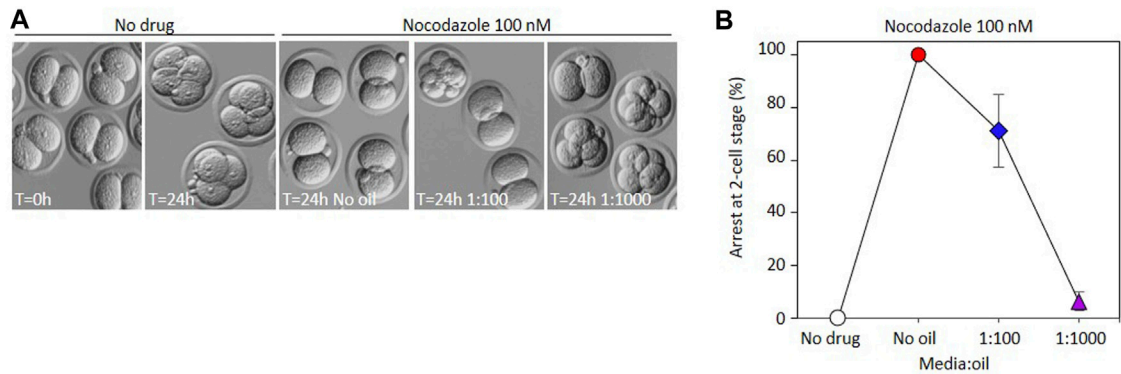 A
No drug
Nocodazole 100 nM
T=0h
T=24h
T=24h No oil
T=24h 1:100
T=24h 1:1000
B
Nocodazole 100 nM
Arrest at 2-cell stage (%)
100
80
60
40
20
0
No drug
No oil
1:100
1:1000
Media:oil